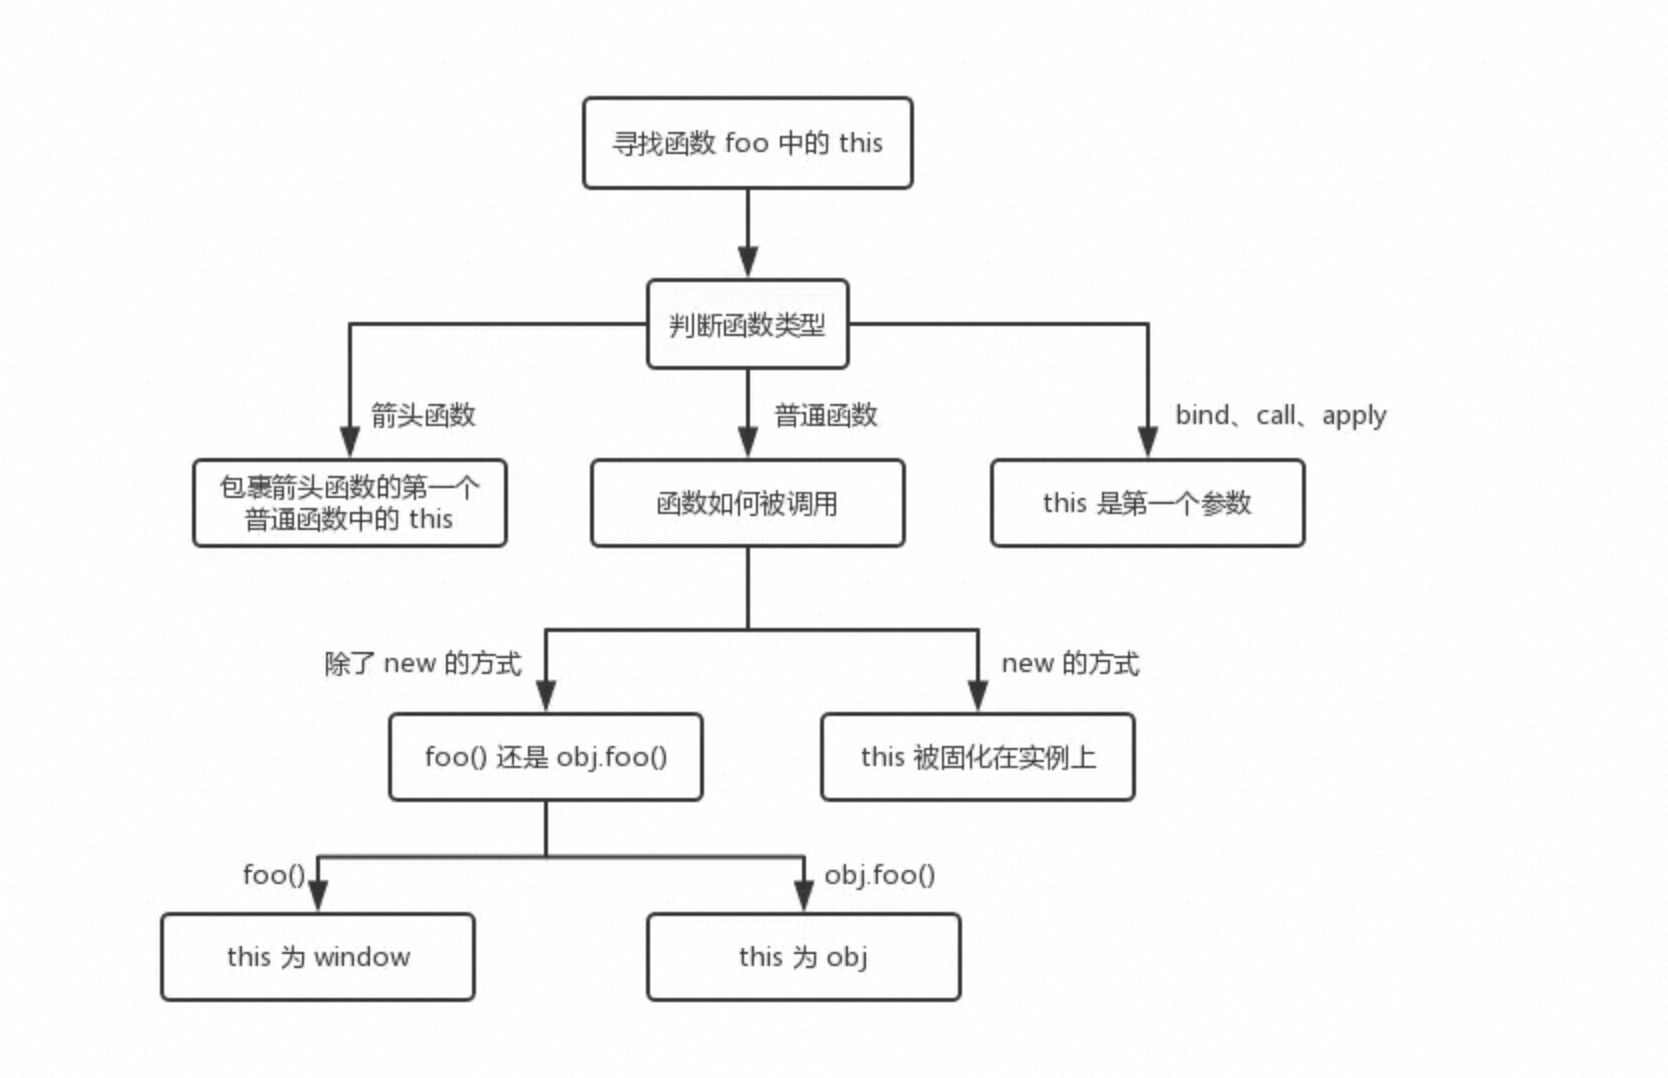 寻找函数 foo 中的 this
判断函数类型
箭头函数
普通函数
bind、call、apply
包裹箭头函数的第一个
普通函数中的 this
函数如何被调用
this 是第一个参数
除了 new 的方式
new 的方式
foo() 还是 obj.foo()
this 被固化在实例上
foo()
obj.foo()
this 为 window
this 为 obj